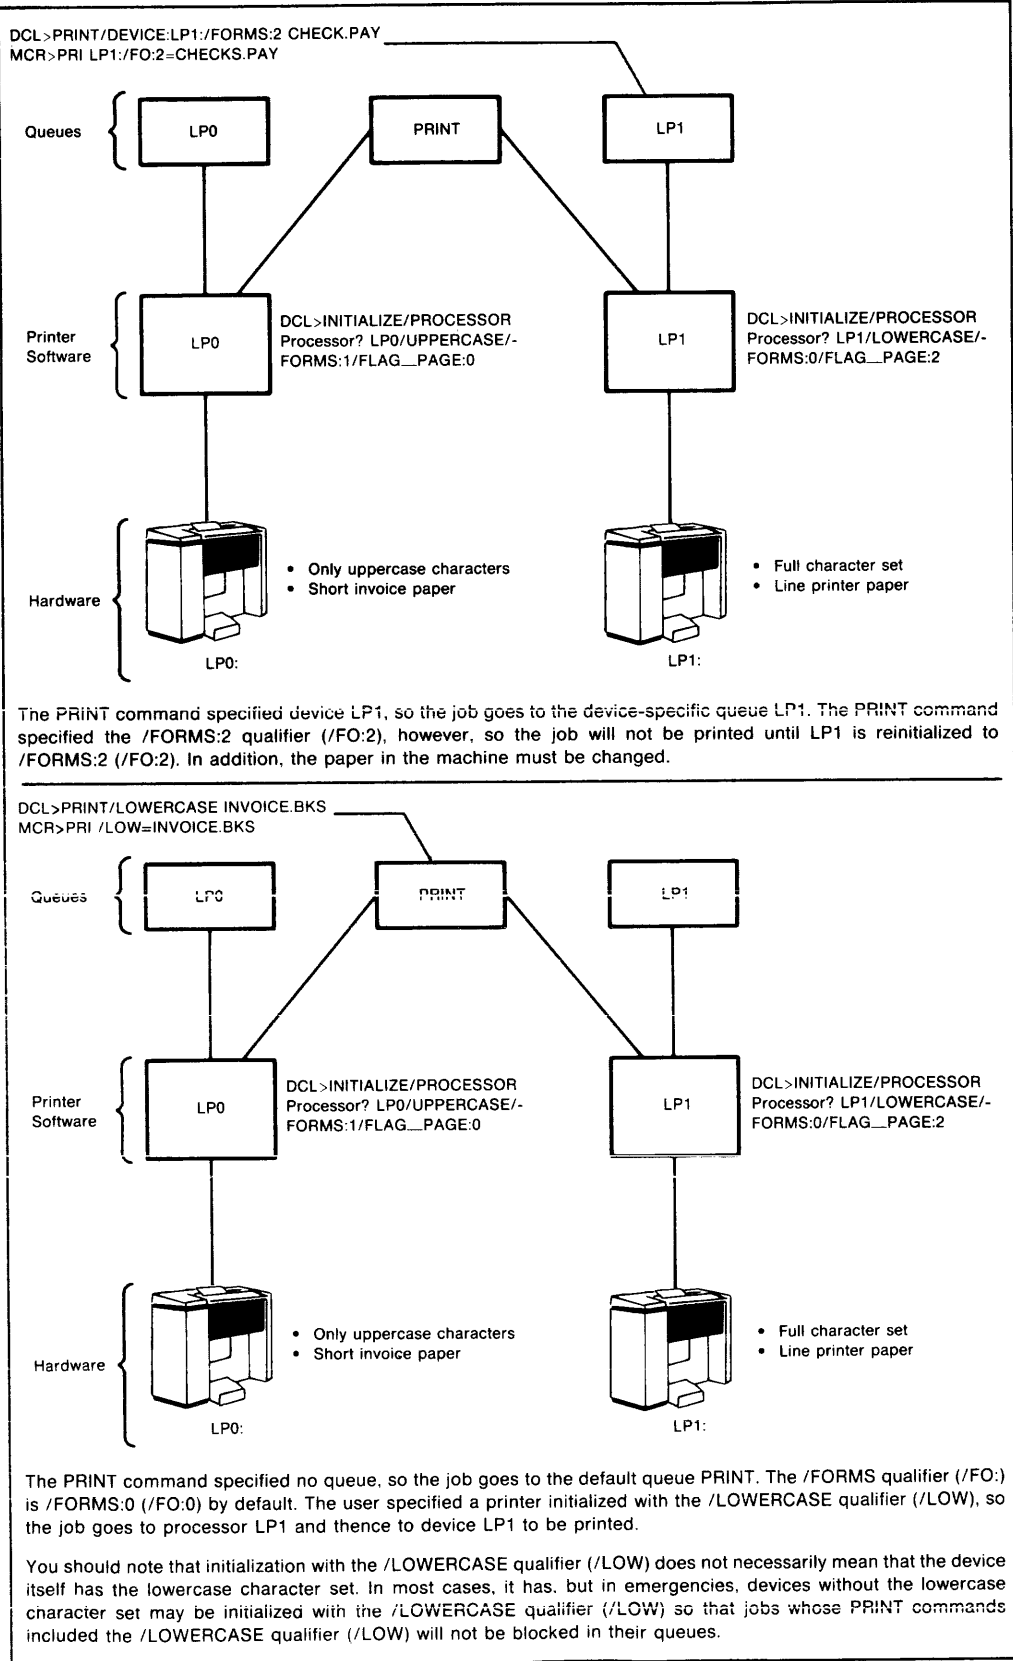 DCL>PRINT/DEVICE:LP1:/FORMS:2 CHECK.PAY
MCR>PRI LP1:/FO:2=CHECKS.PAY
Queues
LP0
PRINT
LP1
Printer
Software
LP0
DCL>INITIALIZE/PROCESSOR
Processor? LP0/UPPERCASE/-
FORMS:1/FLAG__PAGE:0
LP1
DCL>INITIALIZE/PROCESSOR
Processor? LP1/LOWERCASE/-
FORMS:0/FLAG__PAGE:2
Hardware
• Only uppercase characters
• Short invoice paper
LP0:
• Full character set
• Line printer paper
LP1:
The PRINT command specified device LP1, so the job goes to the device-specific queue LP1. The PRINT command
specified the /FORMS:2 qualifier (/FO:2), however, so the job will not be printed until LP1 is reinitialized to
/FORMS:2 (/FO:2). In addition, the paper in the machine must be changed.
DCL>PRINT/LOWERCASE INVOICE.BKS
MCR>PRI /LOW=INVOICE.BKS
Queues
LP0
PRINT
LP1
Printer
Software
LP0
DCL>INITIALIZE/PROCESSOR
Processor? LP0/UPPERCASE/-
FORMS:1/FLAG__PAGE:0
LP1
DCL>INITIALIZE/PROCESSOR
Processor? LP1/LOWERCASE/-
FORMS:0/FLAG__PAGE:2
Hardware
• Only uppercase characters
• Short invoice paper
LP0:
• Full character set
• Line printer paper
LP1:
The PRINT command specified no queue, so the job goes to the default queue PRINT. The /FORMS qualifier (/FO:)
is /FORMS:0 (/FO:0) by default. The user specified a printer initialized with the /LOWERCASE qualifier (/LOW), so
the job goes to processor LP1 and thence to device LP1 to be printed.
You should note that initialization with the /LOWERCASE qualifier (/LOW) does not necessarily mean that the device
itself has the lowercase character set. In most cases, it has, but in emergencies, devices without the lowercase
character set may be initialized with the /LOWERCASE qualifier (/LOW) so that jobs whose PRINT commands
included the /LOWERCASE qualifier (/LOW) will not be blocked in their queues.